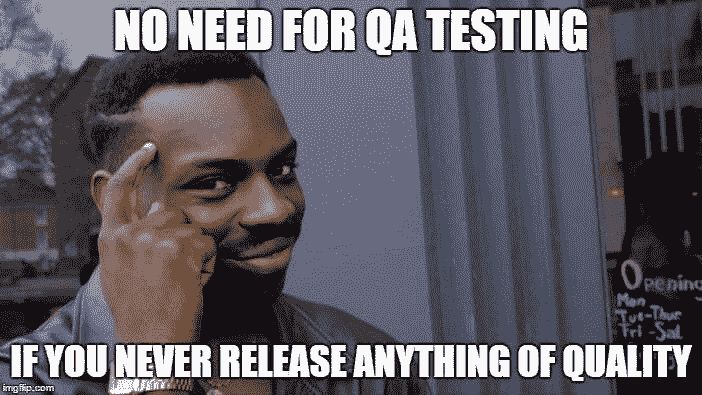 NO NEED FOR QA TESTING
Opening
Mon
Tue-Thur
Fri-Sat
IF YOU NEVER RELEASE ANYTHING OF QUALITY
imgflip.com